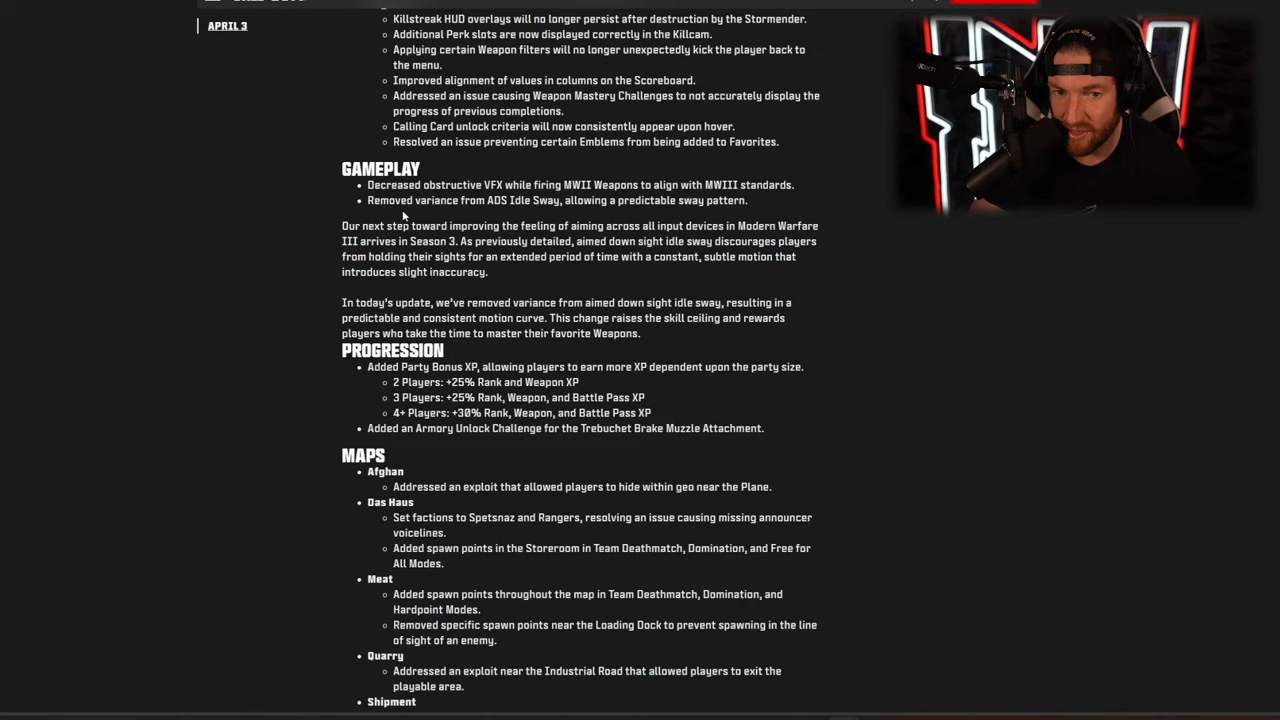 APRIL 3
Killstreak HUD overlays will no longer persist after destruction by the Stormender.
Additional Perk slots are now displayed correctly in the Killcam.
Applying certain Weapon filters will no longer unexpectedly kick the player back to
the menu.
Improved alignment of values in columns on the Scoreboard.
Addressed an issue causing Weapon Mastery Challenges to not accurately display the
progress of previous completions.
Calling Card unlock criteria will now consistently appear upon hover.
Resolved an issue preventing certain Emblems from being added to Favorites.
GAMEPLAY
Decreased obstructive VFX while firing MWII Weapons to align with MWIII standards.
Removed variance from ADS Idle Sway, allowing a predictable sway pattern.
Our next step toward improving the feeling of aiming across all input devices in Modern Warfare
III arrives in Season 3. As previously detailed, aimed down sight idle sway discourages players
from holding their sights for an extended period of time with a constant, subtle motion that
introduces slight inaccuracy.
In today's update, we've removed variance from aimed down sight idle sway, resulting in a
predictable and consistent motion curve. This change raises the skill ceiling and rewards
players who take the time to master their favorite Weapons.
PROGRESSION
Added Party Bonus XP, allowing players to earn more XP dependent upon the party size.
2 Players: +25% Rank and Weapon XP
3 Players: +25% Rank, Weapon, and Battle Pass XP
4+ Players: +30% Rank, Weapon, and Battle Pass XP
Added an Armory Unlock Challenge for the Trebuchet Brake Muzzle Attachment.
MAPS
Afghan
Addressed an exploit that allowed players to hide within geo near the Plane.
Das Haus
Set factions to Spetsnaz and Rangers, resolving an issue causing missing announcer
voicelines.
Added spawn points in the Storeroom in Team Deathmatch, Domination, and Free for
All Modes.
Meat
Added spawn points throughout the map in Team Deathmatch, Domination, and
Hardpoint Modes.
Removed specific spawn points near the Loading Dock to prevent spawning in the line
of sight of an enemy.
Quarry
Addressed an exploit near the Industrial Road that allowed players to exit the
playable area.
Shipment